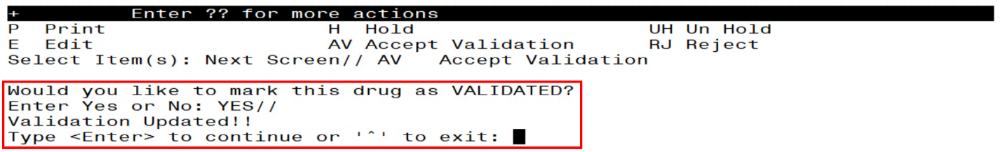 +         Enter ?? for more actions
P  Print                    H  Hold                     UH Un Hold
E  Edit                     AV Accept Validation        RJ Reject
Select Item(s): Next Screen// AV   Accept Validation
Would you like to mark this drug as VALIDATED?
Enter Yes or No: YES//
Validation Updated!!
Type <Enter> to continue or '^' to exit: